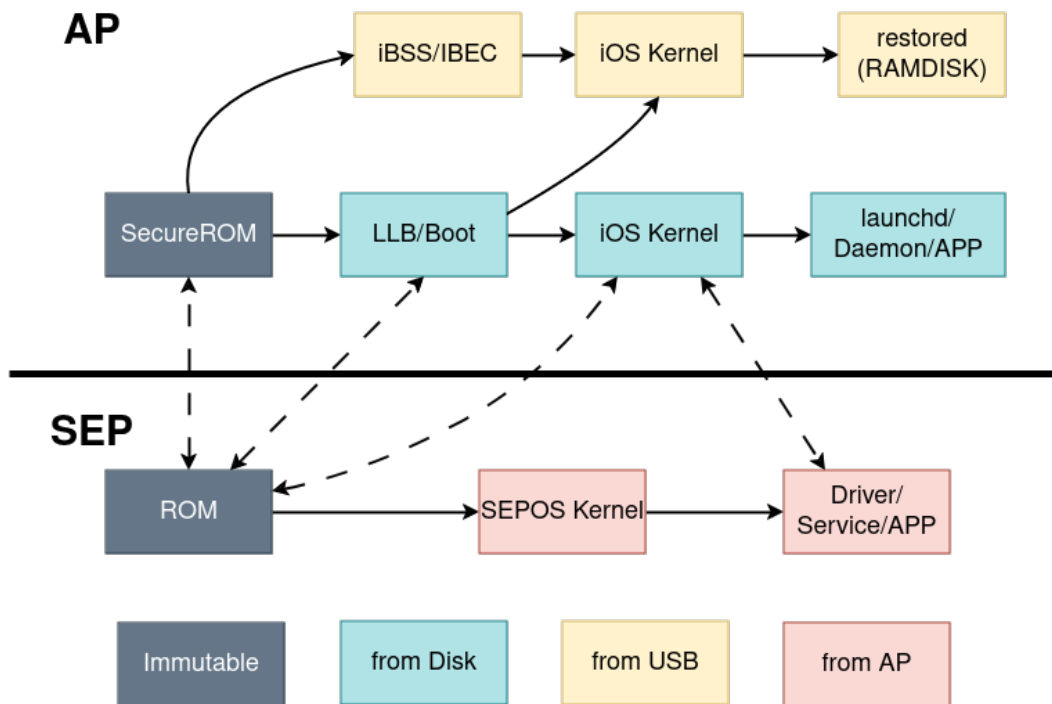 AP
iBSS/IBEC
iOS Kernel
restored
(RAMDISK)
SecureROM
LLB/Boot
iOS Kernel
launchd/
Daemon/APP
SEP
ROM
SEPOS Kernel
Driver/
Service/APP
Immutable
from Disk
from USB
from AP